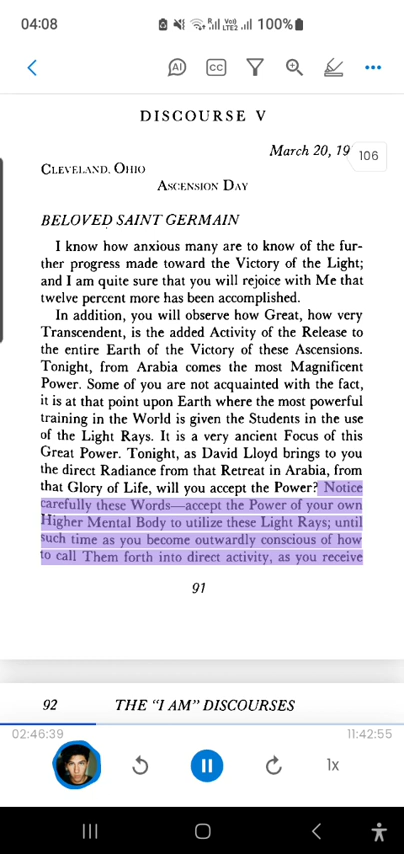 04:08
Voo)
LTE2
100%
AI
CC
DISCOURSE V
March 20, 19
106
CLEVELAND, OHIO
ASCENSION DAY
BELOVED SAINT GERMAIN
I know how anxious many are to know of the fur-
ther progress made toward the Victory of the Light;
and I am quite sure that you will rejoice with Me that
twelve percent more has been accomplished.
In addition, you will observe how Great, how very
Transcendent, is the added Activity of the Release to
the entire Earth of the Victory of these Ascensions.
Tonight, from Arabia comes the most Magnificent
Power. Some of you are not acquainted with the fact,
it is at that point upon Earth where the most powerful
training in the World is given the Students in the use
of the Light Rays. It is a very ancient Focus of this
Great Power. Tonight, as David Lloyd brings to you
the direct Radiance from that Retreat in Arabia, from
that Glory of Life, will you accept the Power? Notice
carefully these Words—accept the Power of your own
Higher Mental Body to utilize these Light Rays; until
such time as you become outwardly conscious of how
to call Them forth into direct activity, as you receive
91
92 THE “I AM” DISCOURSES
02:46:39
11:42:55
1x